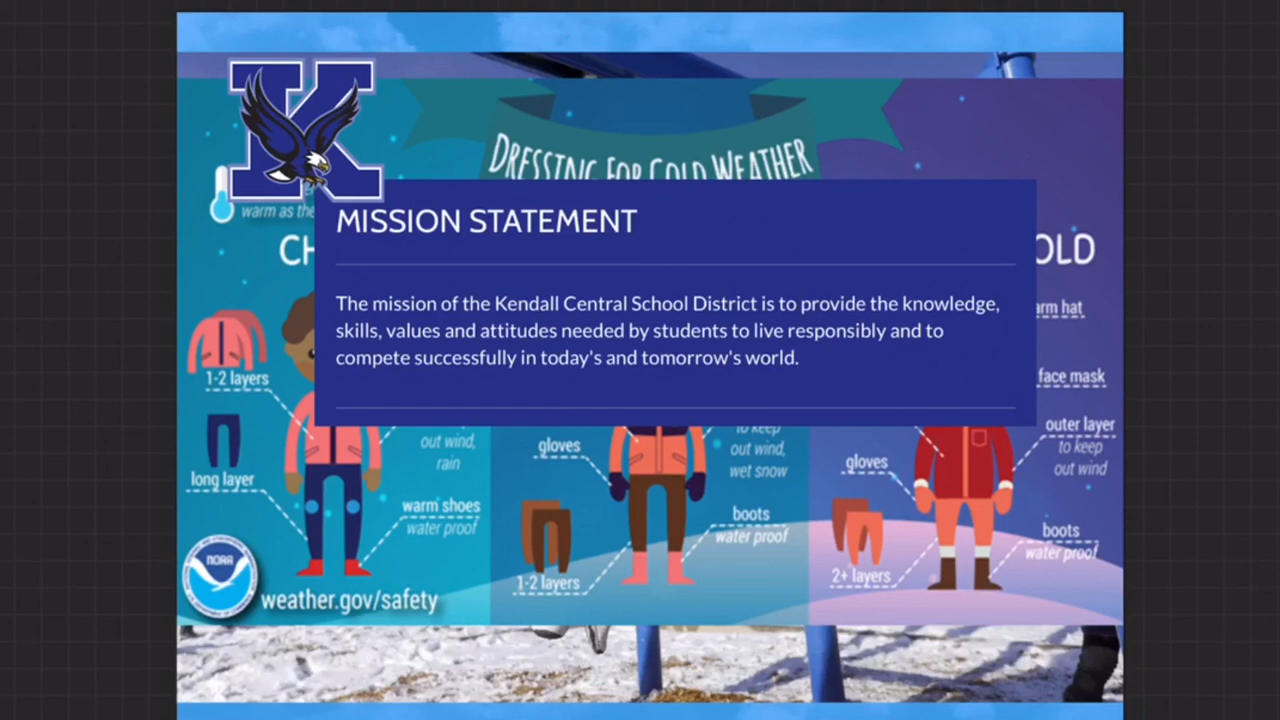 K
DRESSING FOR COLD WEATHER
warm as the
MISSION STATEMENT
The mission of the Kendall Central School District is to provide the knowledge,
skills, values and attitudes needed by students to live responsibly and to
compete successfully in today's and tomorrow's world.
CH
OLD
1-2 layers
long layer
out wind,
rain
warm shoes
water proof
NOAA
weather.gov/safety
gloves
to keep
out wind,
wet snow
boots
water proof
1-2 layers
arm hat
face mask
outer layer
to keep
out wind
gloves
boots
water proof
2+ layers